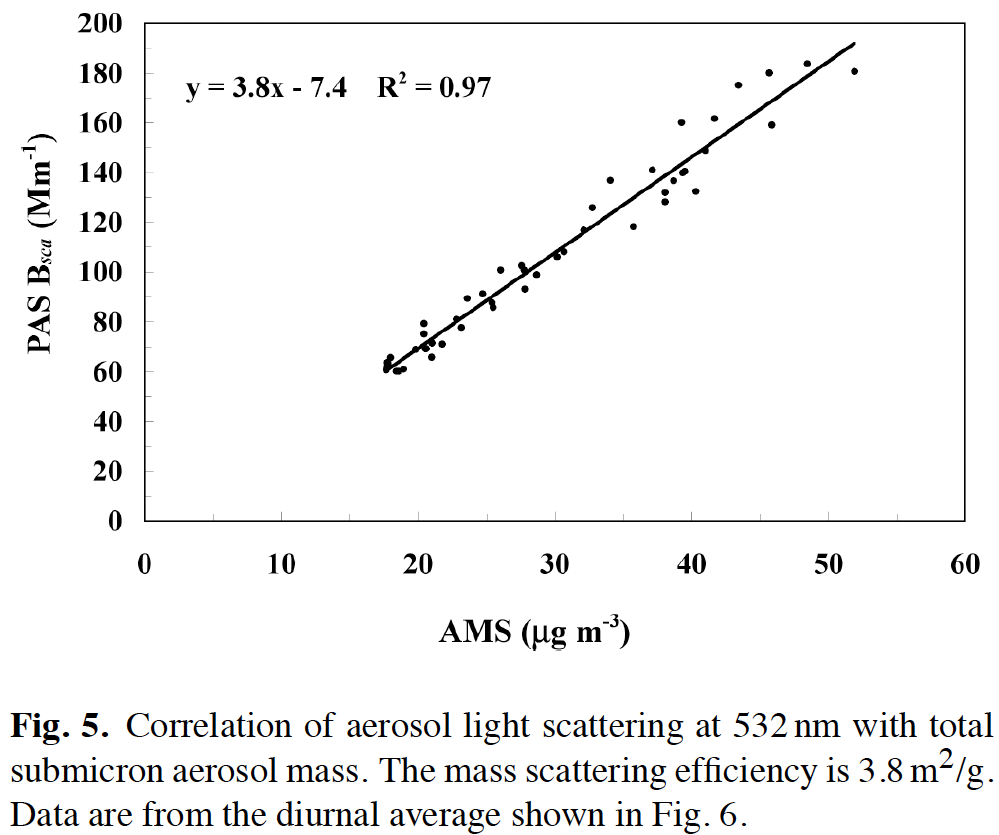 200
180
160
140
120
100
80
60
40
20
0
PAS Bsca (Mm-1)
y = 3.8x - 7.4 R2 = 0.97
0 10 20 30 40 50 60
AMS (μg m-3)
Fig. 5. Correlation of aerosol light scattering at 532 nm with total
submicron aerosol mass. The mass scattering efficiency is 3.8 m2/g.
Data are from the diurnal average shown in Fig. 6.